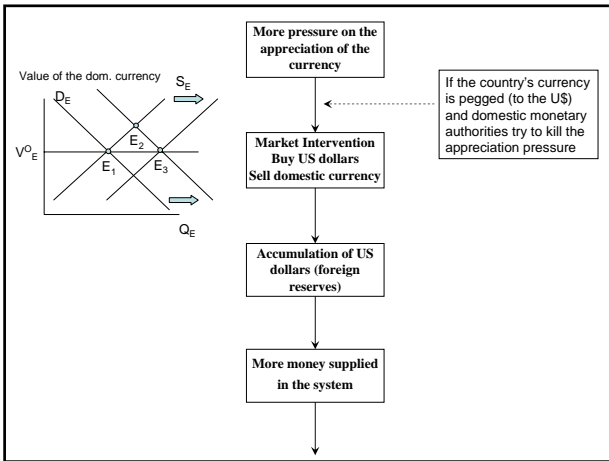 More pressure on the
appreciation of the
currency
Value of the dom. currency
D_E
S_E
V^O_E
E_1
E_2
E_3
Q_E
If the country's currency
is pegged (to the U$)
and domestic monetary
authorities try to kill the
appreciation pressure
Market Intervention
Buy US dollars
Sell domestic currency
Accumulation of US
dollars (foreign
reserves)
More money supplied
in the system